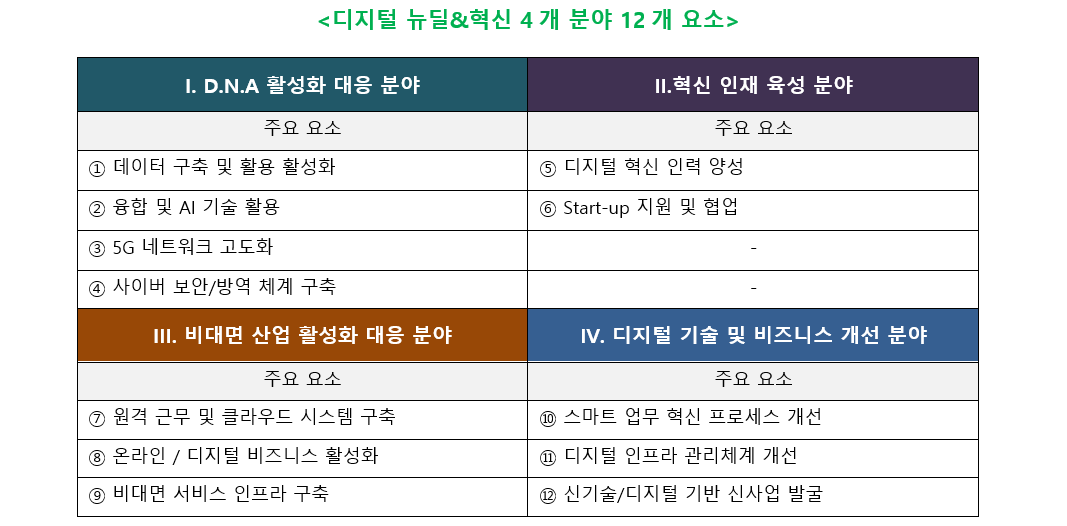 <디지털 뉴딜&혁신 4 개 분야 12 개 요소>
I. D.N.A 활성화 대응 분야
II.혁신 인재 육성 분야
주요 요소
주요 요소
① 데이터 구축 및 활용 활성화
⑤ 디지털 혁신 인력 양성
② 융합 및 AI 기술 활용
⑥ Start-up 지원 및 협업
③ 5G 네트워크 고도화
-
④ 사이버 보안/방역 체계 구축
-
III. 비대면 산업 활성화 대응 분야
IV. 디지털 기술 및 비즈니스 개선 분야
주요 요소
주요 요소
⑦ 원격 근무 및 클라우드 시스템 구축
⑩ 스마트 업무 혁신 프로세스 개선
⑧ 온라인 / 디지털 비즈니스 활성화
⑪ 디지털 인프라 관리체계 개선
⑨ 비대면 서비스 인프라 구축
⑫ 신기술/디지털 기반 신사업 발굴